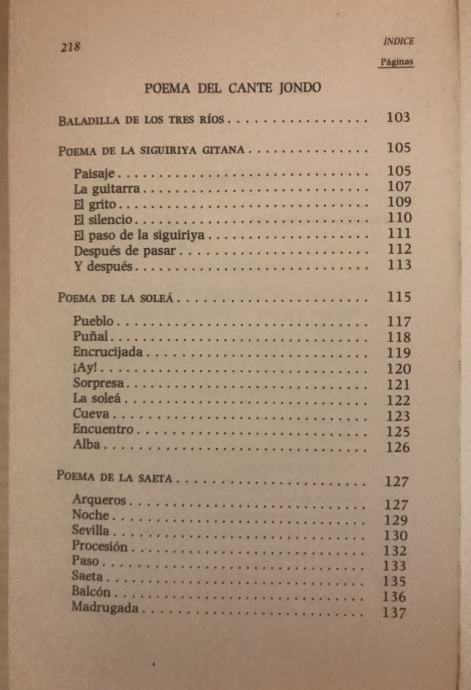 218 ÍNDICE
Páginas
POEMA DEL CANTE JONDO
BALADILLA DE LOS TRES RÍOS . . . . . . . . . . . . . . . . . 103
POEMA DE LA SIGUIRIYA GITANA . . . . . . . . . . . . . . 105
Paisaje . . . . . . . . . . . . . . . . . . . . . . . . . . . . 105
La guitarra . . . . . . . . . . . . . . . . . . . . . . . . . 107
El grito . . . . . . . . . . . . . . . . . . . . . . . . . . . 109
El silencio . . . . . . . . . . . . . . . . . . . . . . . . . . 110
El paso de la siguiriya . . . . . . . . . . . . . . . . . . 111
Después de pasar . . . . . . . . . . . . . . . . . . . . . 112
Y después . . . . . . . . . . . . . . . . . . . . . . . . . . 113
POEMA DE LA SOLEÁ . . . . . . . . . . . . . . . . . . . . . . 115
Pueblo . . . . . . . . . . . . . . . . . . . . . . . . . . . . 117
Puñal . . . . . . . . . . . . . . . . . . . . . . . . . . . . . 118
Encrucijada . . . . . . . . . . . . . . . . . . . . . . . . . 119
¡Ay! . . . . . . . . . . . . . . . . . . . . . . . . . . . . . . 120
Sorpresa . . . . . . . . . . . . . . . . . . . . . . . . . . . 121
La soleá . . . . . . . . . . . . . . . . . . . . . . . . . . . 122
Cueva . . . . . . . . . . . . . . . . . . . . . . . . . . . . . 123
Encuentro . . . . . . . . . . . . . . . . . . . . . . . . . . 125
Alba . . . . . . . . . . . . . . . . . . . . . . . . . . . . . . 126
POEMA DE LA SAETA . . . . . . . . . . . . . . . . . . . . . . 127
Arqueros . . . . . . . . . . . . . . . . . . . . . . . . . . . 127
Noche . . . . . . . . . . . . . . . . . . . . . . . . . . . . . 129
Sevilla . . . . . . . . . . . . . . . . . . . . . . . . . . . . . 130
Procesión . . . . . . . . . . . . . . . . . . . . . . . . . . 132
Paso . . . . . . . . . . . . . . . . . . . . . . . . . . . . . . 133
Saeta . . . . . . . . . . . . . . . . . . . . . . . . . . . . . 135
Balcón . . . . . . . . . . . . . . . . . . . . . . . . . . . . 136
Madrugada . . . . . . . . . . . . . . . . . . . . . . . . . 137